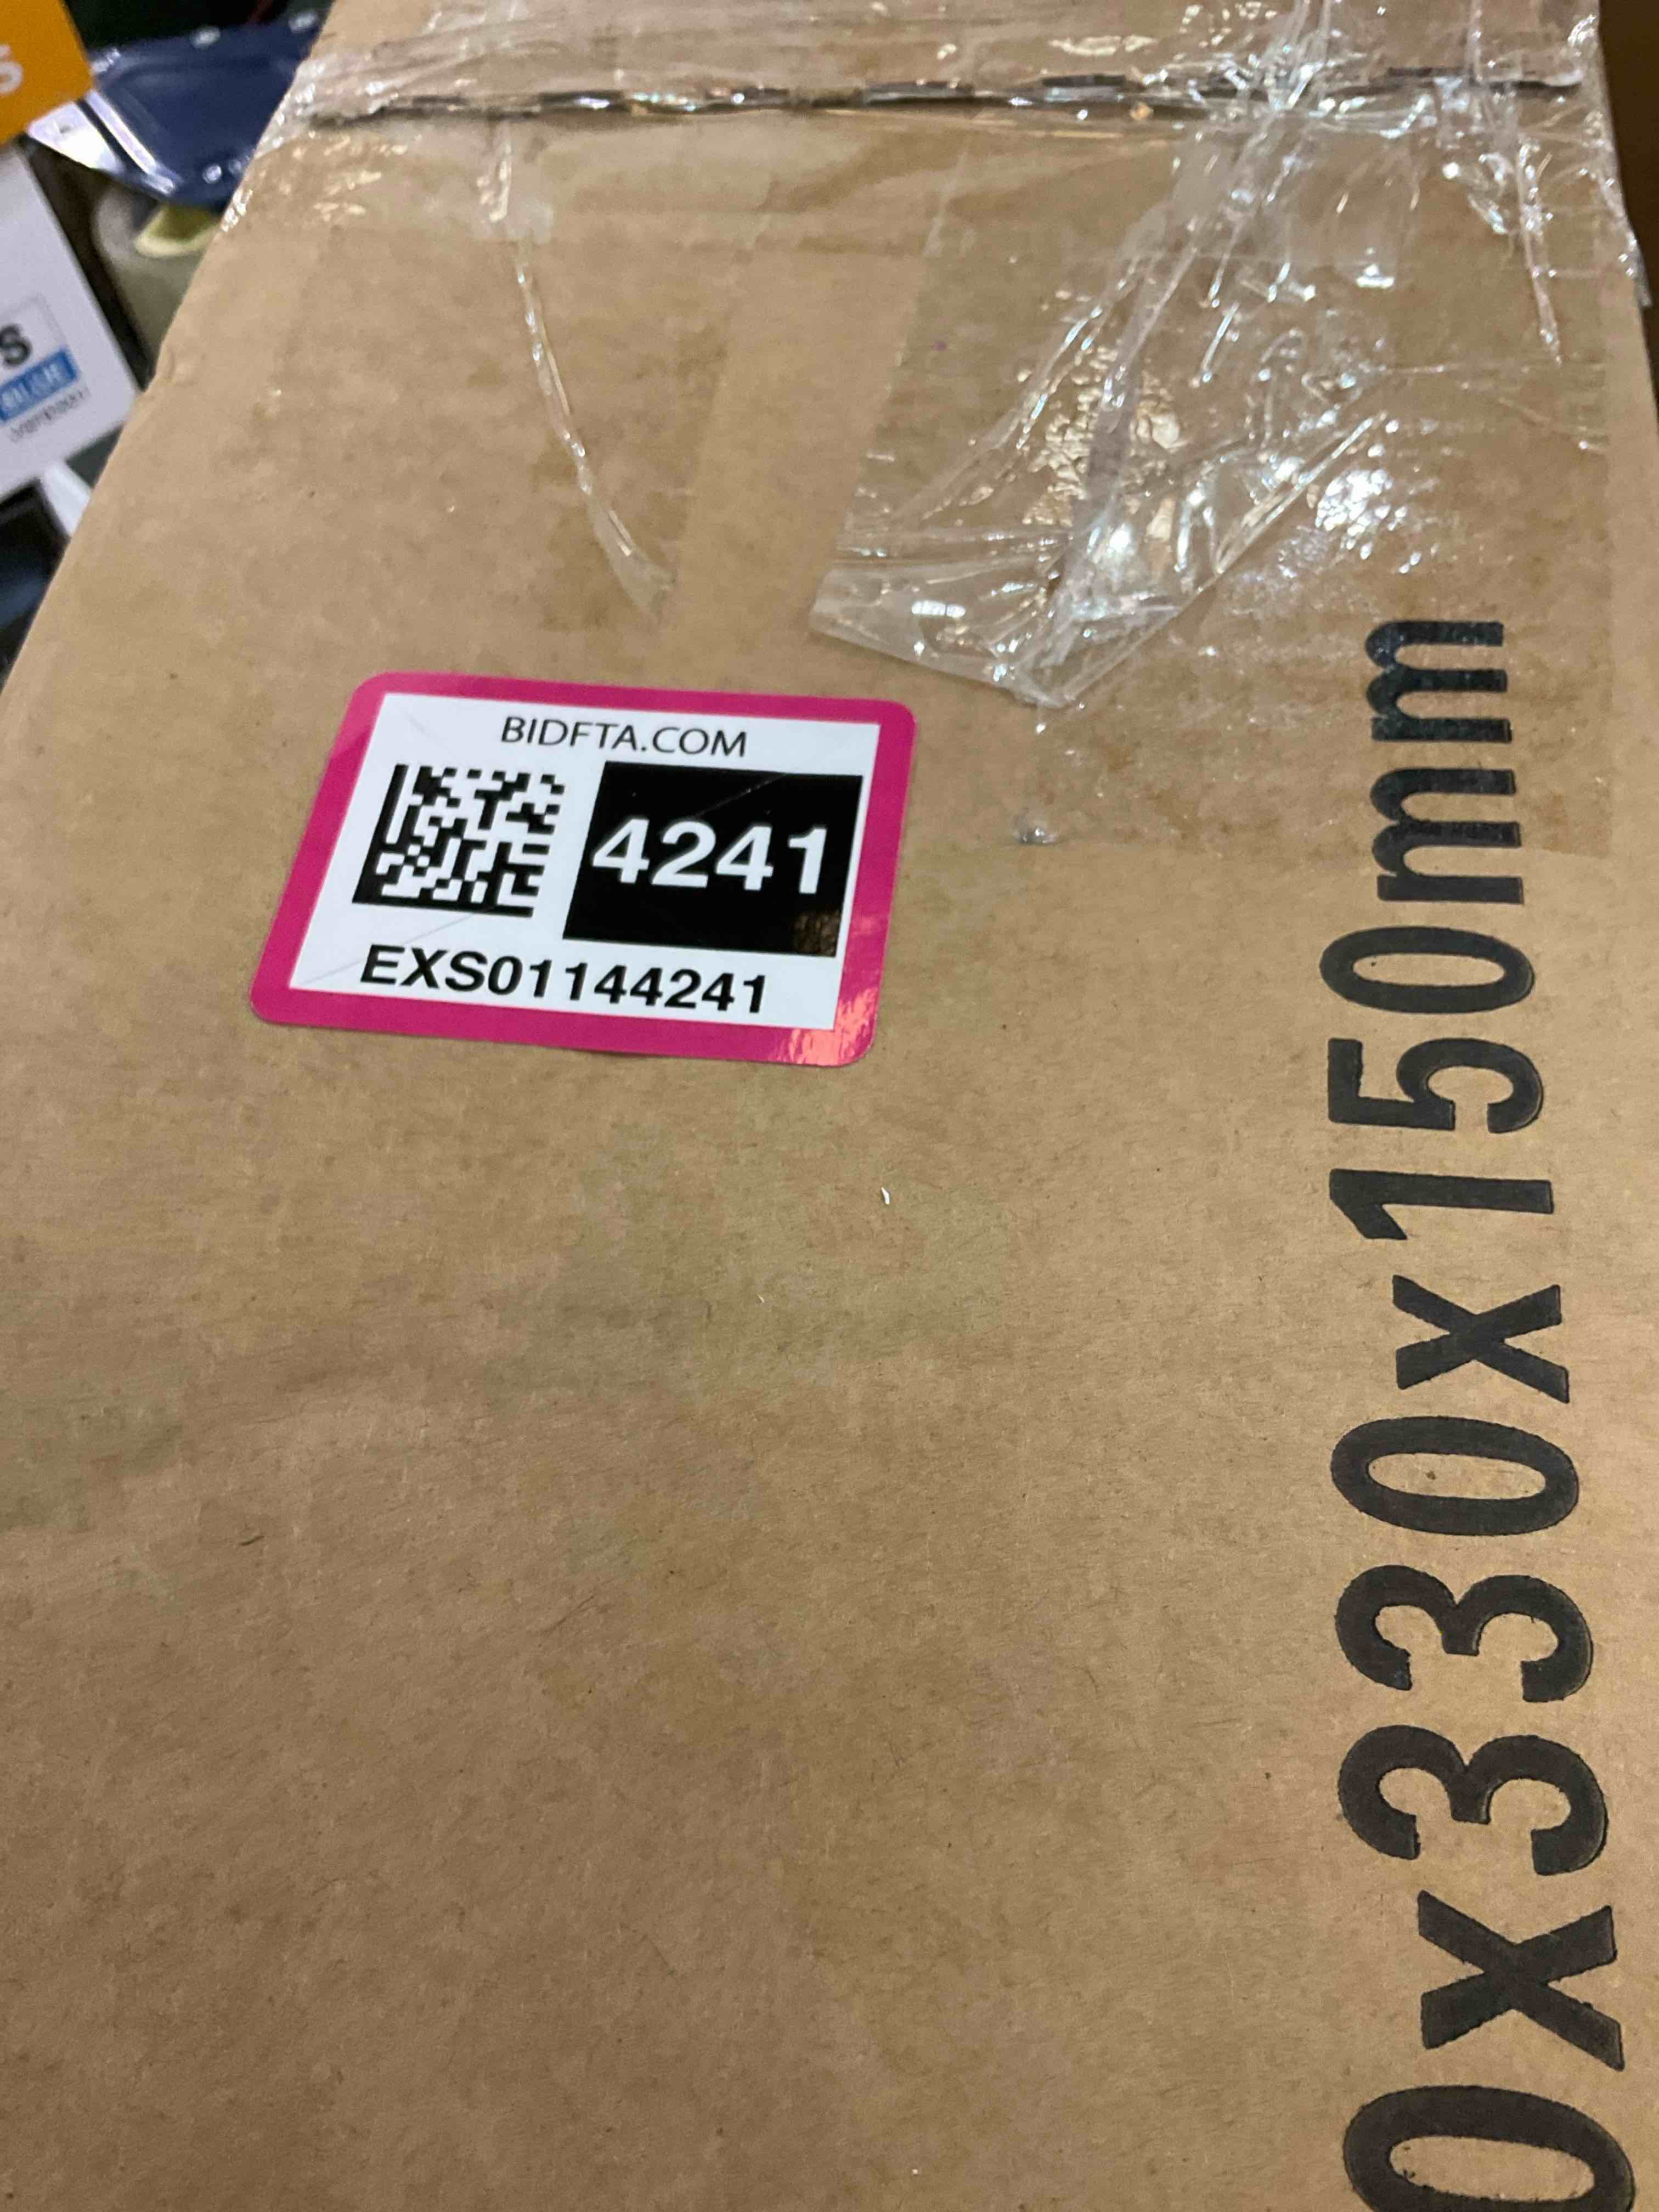 S
S
BIDFTA.COM
4241
EXS01144241
0x330x150mm